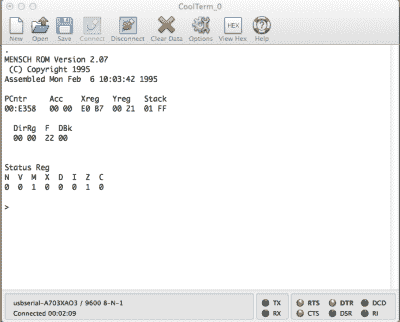 CoolTerm_0
New Open Save Connect Disconnect Clear Data Options HEX View Hex Help
.
MENSCH ROM Version 2.07
(C) Copyright 1995
Assembled Mon Feb 6 10:03:42 1995
PCntr Acc Xreg Yreg Stack
00:E358 00 00 E0 B7 00 21 01 FF
DirRg F DBk
00 00 22 00
Status Reg
N V M X D I Z C
0 0 1 0 0 0 1 0
>
usbserial-A703XAO3 / 9600 8-N-1
Connected 00:02:09
TX RTS DTR DCD
RX CTS DSR RI